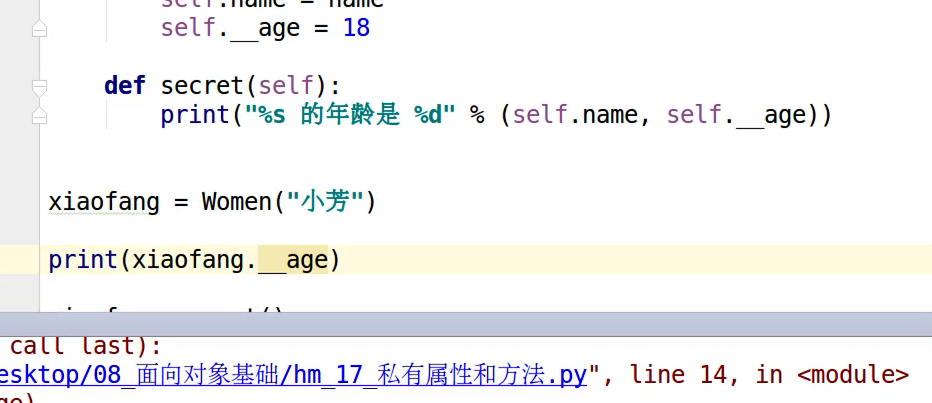 self.name = name
self.__age = 18
def secret(self):
print("%s 的年龄是 %d" % (self.name, self.__age))
xiaofang = Women("小芳")
print(xiaofang.__age)
call last):
esktop/08_面向对象基础/hm_17_私有属性和方法.py", line 14, in <module>